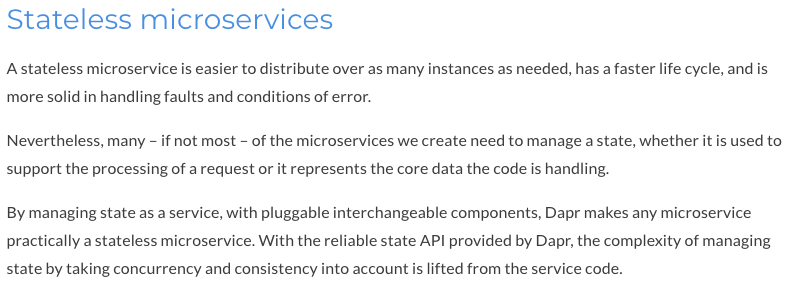 Stateless microservices
A stateless microservice is easier to distribute over as many instances as needed, has a faster life cycle, and is
more solid in handling faults and conditions of error.
Nevertheless, many – if not most – of the microservices we create need to manage a state, whether it is used to
support the processing of a request or it represents the core data the code is handling.
By managing state as a service, with pluggable interchangeable components, Dapr makes any microservice
practically a stateless microservice. With the reliable state API provided by Dapr, the complexity of managing
state by taking concurrency and consistency into account is lifted from the service code.